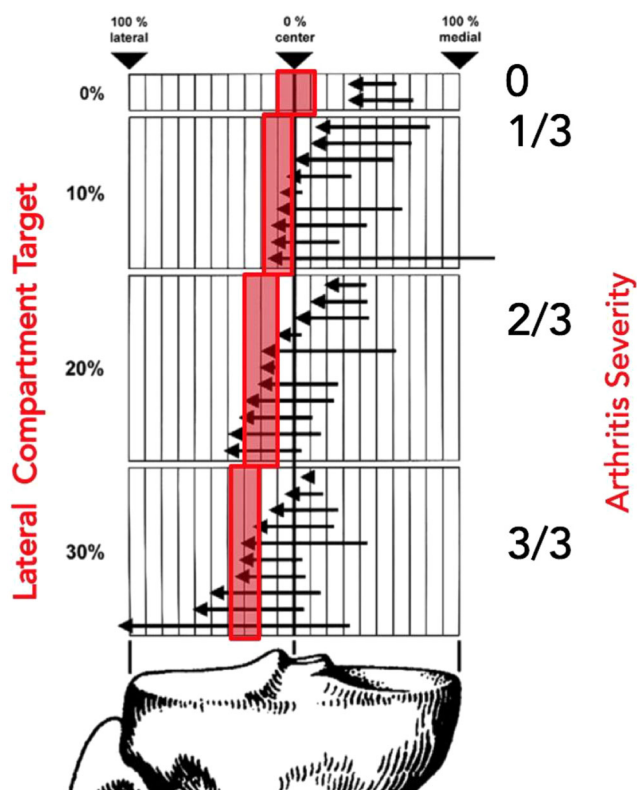 100 %
lateral
0 %
center
100 %
medial
0%
0
1/3
10%
2/3
20%
3/3
30%
Lateral Compartment Target
Arthritis Severity